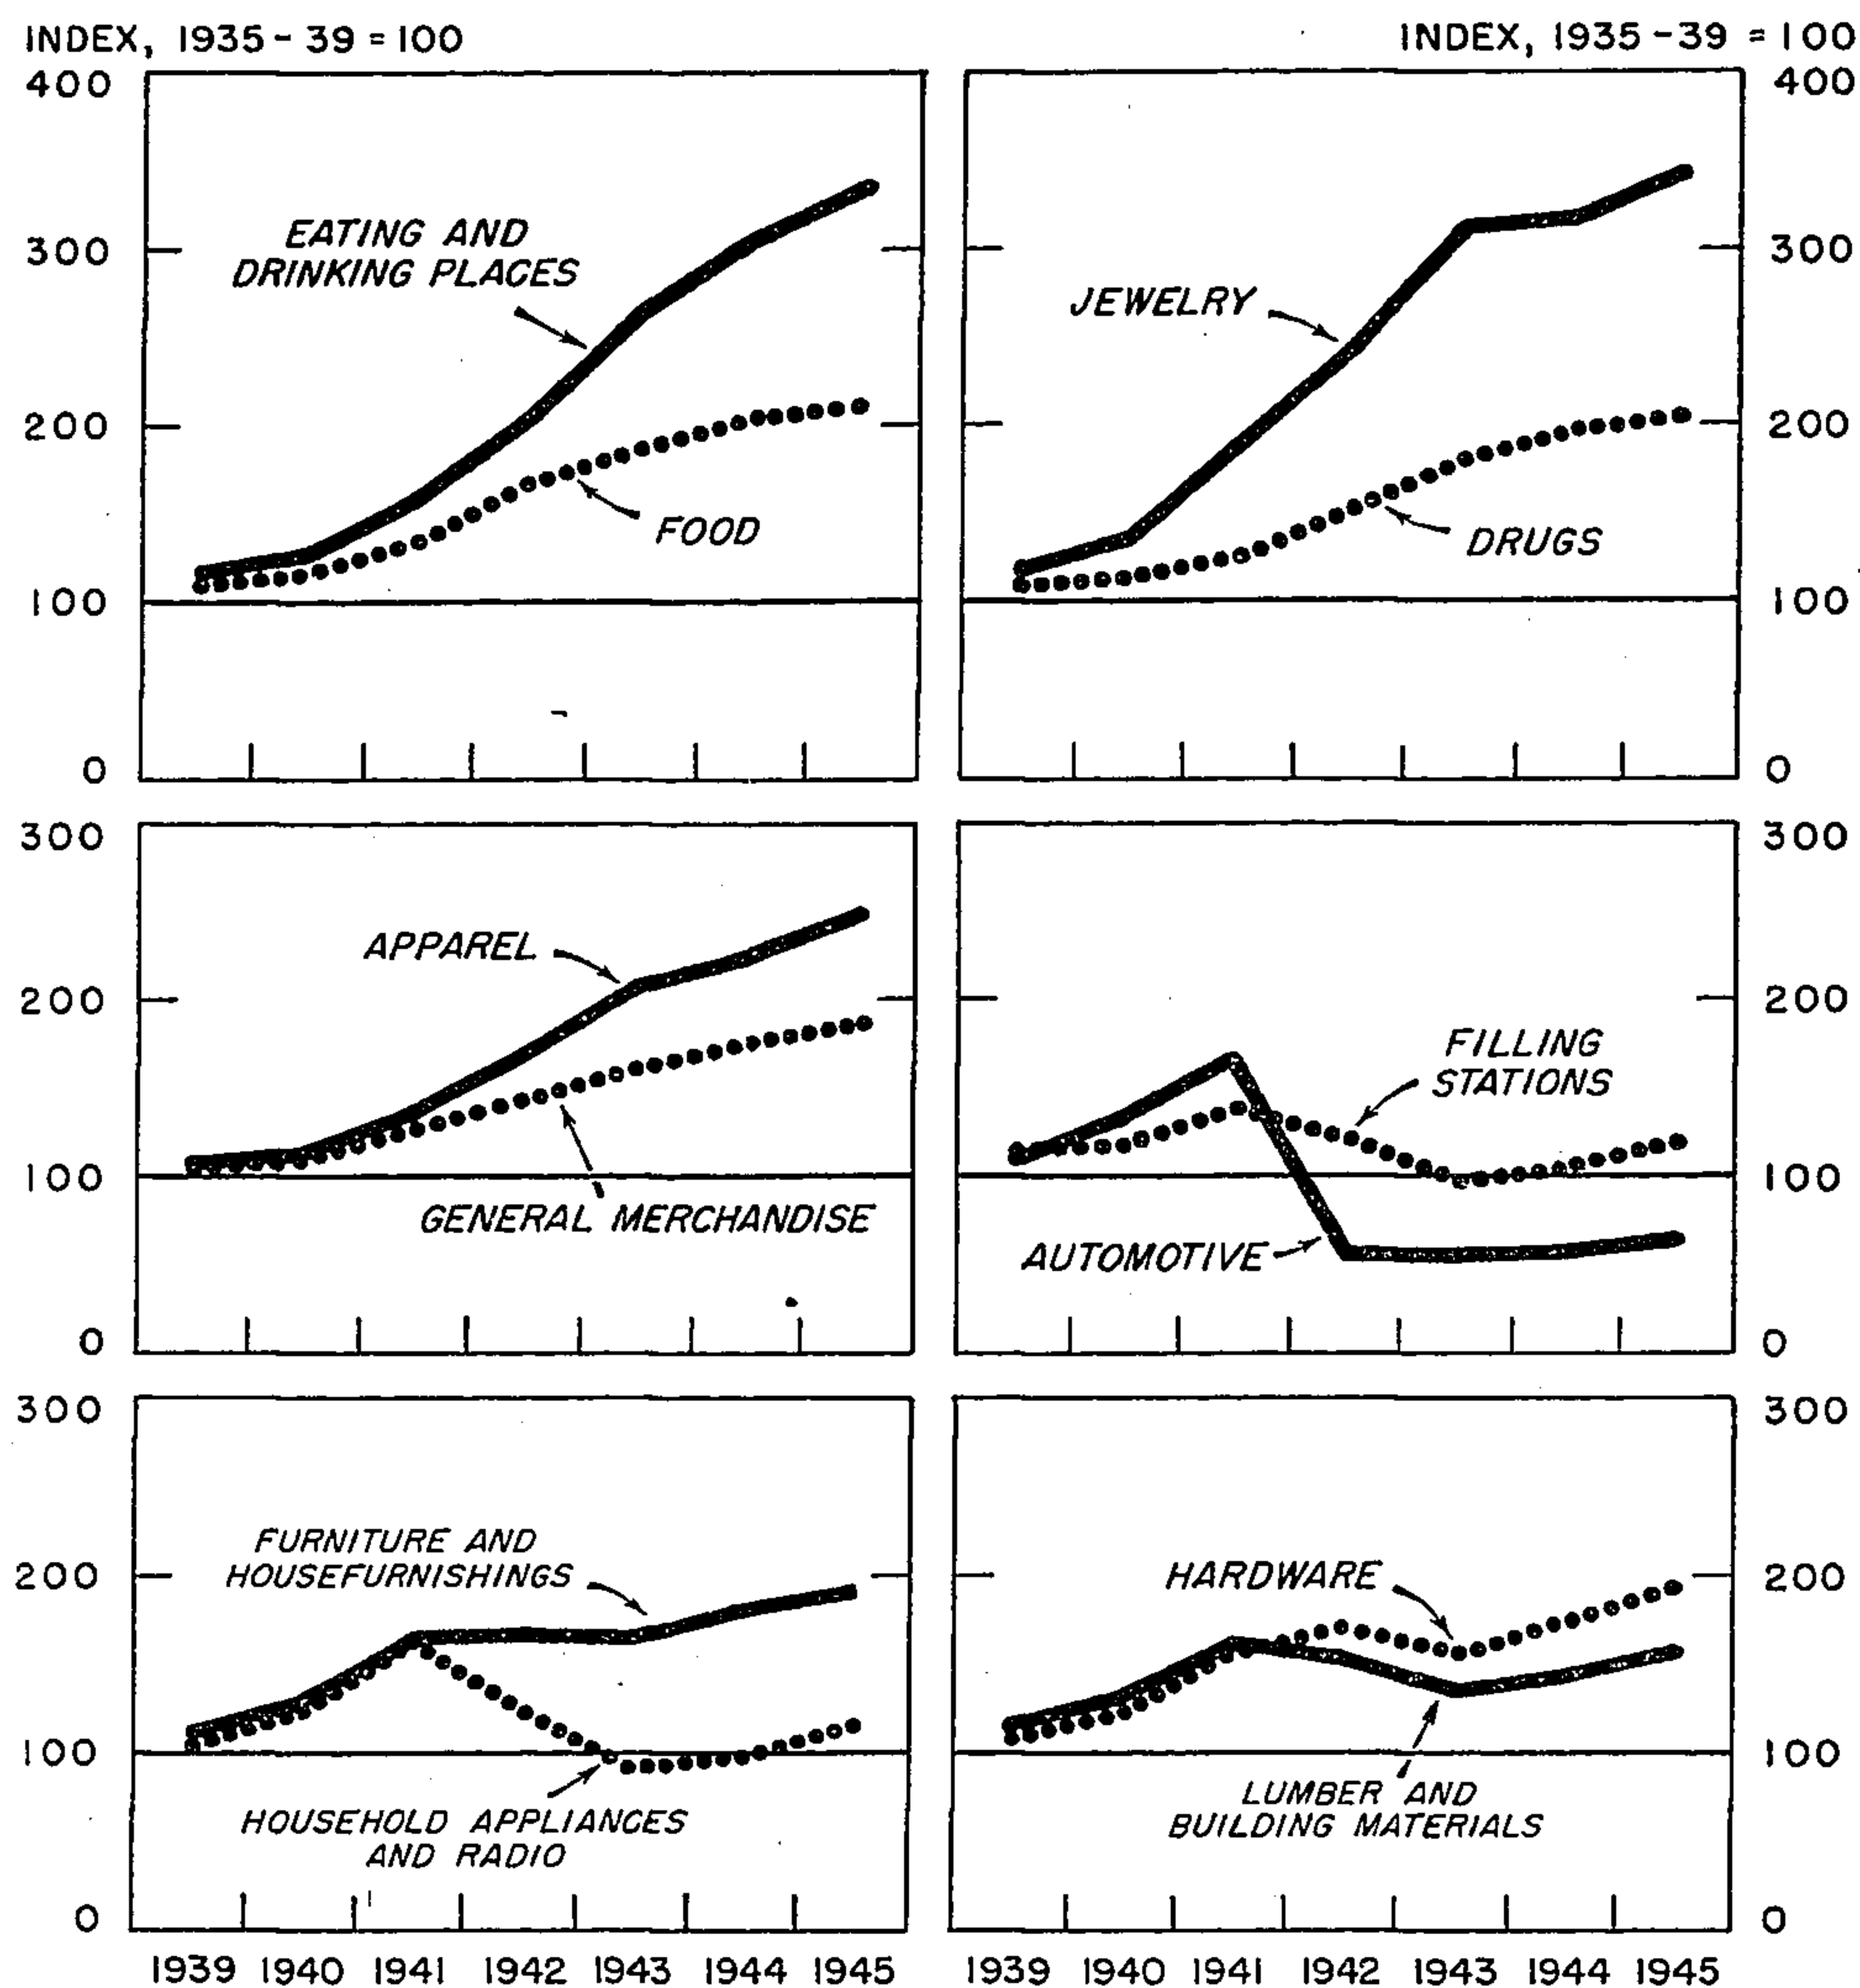 INDEX, 1935-39 = 100
INDEX, 1935-39 = 100
400
300
200
100
0
EATING AND
DRINKING PLACES
FOOD
JEWELRY
DRUGS
400
300
200
100
0
300
200
100
0
APPAREL
GENERAL MERCHANDISE
FILLING
STATIONS
AUTOMOTIVE
300
200
100
0
300
200
100
0
FURNITURE AND
HOUSEFURNISHINGS
HOUSEHOLD APPLIANCES
AND RADIO
HARDWARE
LUMBER AND
BUILDING MATERIALS
300
200
100
0
1939 1940 1941 1942 1943 1944 1945
1939 1940 1941 1942 1943 1944 1945